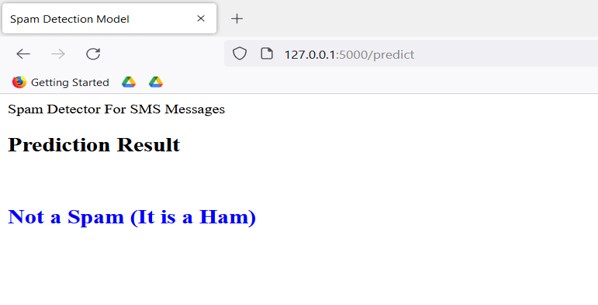 Spam Detection Model
127.0.0.1:5000/predict
Getting Started
Spam Detector For SMS Messages
Prediction Result
Not a Spam (It is a Ham)